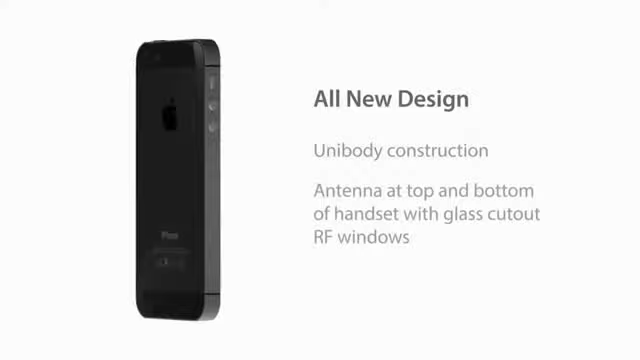 All New Design
Unibody construction
Antenna at top and bottom
of handset with glass cutout
RF windows